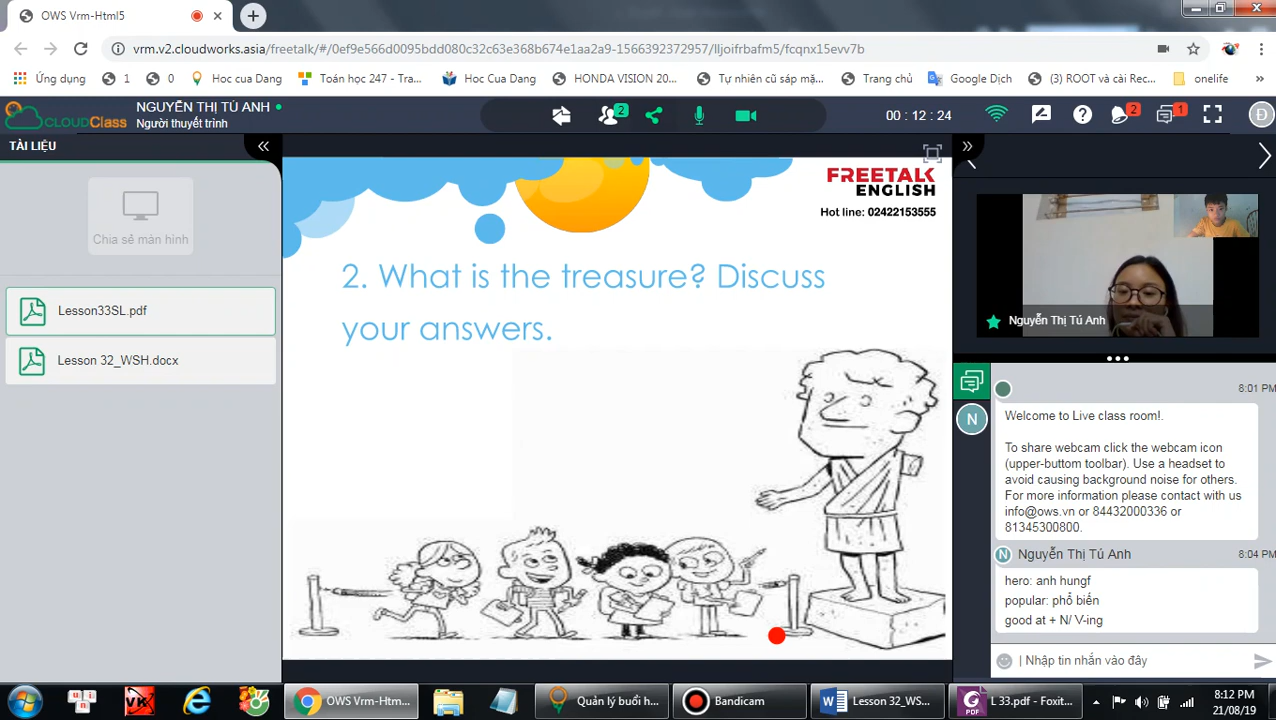 OWS Vrm-Html5
vrm.v2.cloudworks.asia/freetalk/#/0ef9e566d0095bdd080c32c63e368b674e1aa2a9-1566392372957/lljoifrbafm5/fcqnx15evv7b
Ứng dụng
1
0
Hoc cua Dang
Toán học 247 - Tra...
Học Cua Dang
HONDA VISION 20...
Tự nhiên cũ sáp mặ...
Trang chủ
Google Dịch
(3) ROOT và cài Rec...
onelife
CLOUDClass
NGUYỄN THỊ TÚ ANH
Người thuyết trình
2
00 : 12 : 24
2
1
Đ
TÀI LIỆU
Chia sẻ màn hình
Lesson33SL.pdf
Lesson 32_WSH.docx
FREETALK
ENGLISH
Hot line: 02422153555
2. What is the treasure? Discuss
your answers.
Nguyễn Thị Tú Anh
8:01 PM
N
Welcome to Live class room!.
To share webcam click the webcam icon
(upper-buttom toolbar). Use a headset to
avoid causing background noise for others.
For more information please contact with us
info@ows.vn or 84432000336 or
81345300800.
N Nguyễn Thị Tú Anh 8:04 PM
hero: anh hungf
popular: phổ biến
good at + N/ V-ing
Nhập tin nhắn vào đây
OWS Vrm-Html5 -...
Quản lý buổi h...
Bandicam
Lesson 32_WS...
L 33.pdf - Foxit...
8:12 PM
21/08/19